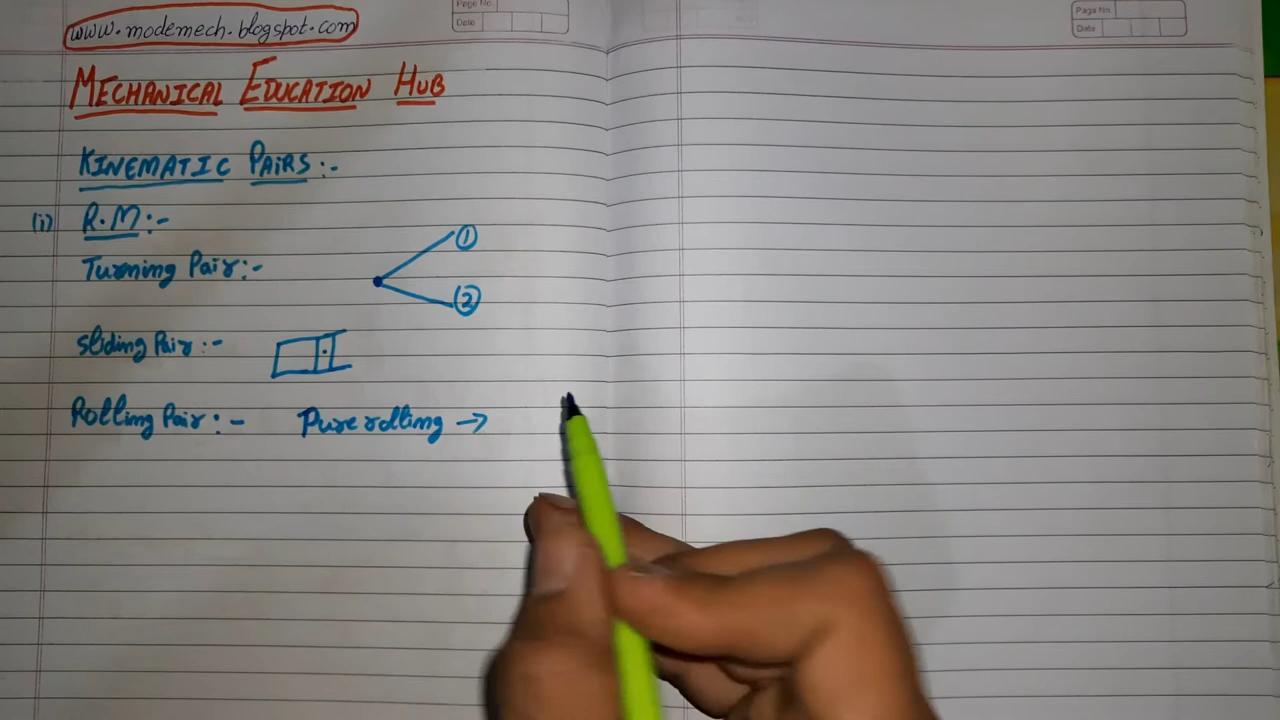 Page No.
Date
Page No.
Date
www.modemech.blogspot.com
MECHANICAL EDUCATION HUB
KINEMATIC PAIRS:-
(i) R.M:-
Turning Pair:-
1
2
Sliding Pair:-
Rolling Pair:- Pure rolling →